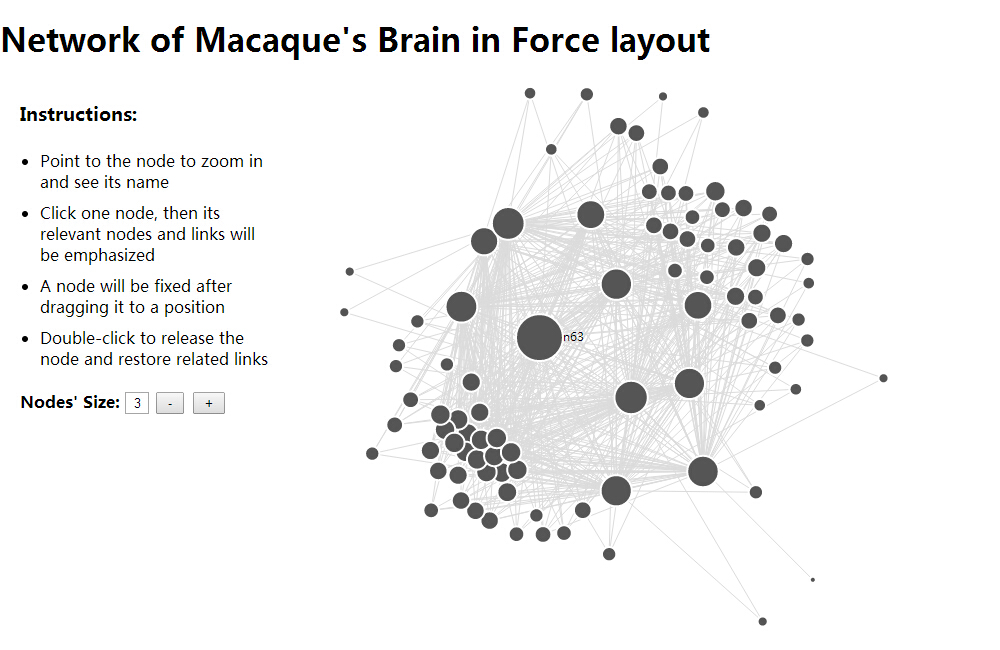 Network of Macaque's Brain in Force layout
Instructions:
Point to the node to zoom in
and see its name
Click one node, then its
relevant nodes and links will
be emphasized
A node will be fixed after
dragging it to a position
Double-click to release the
node and restore related links
Nodes' Size: 3 - +
n63